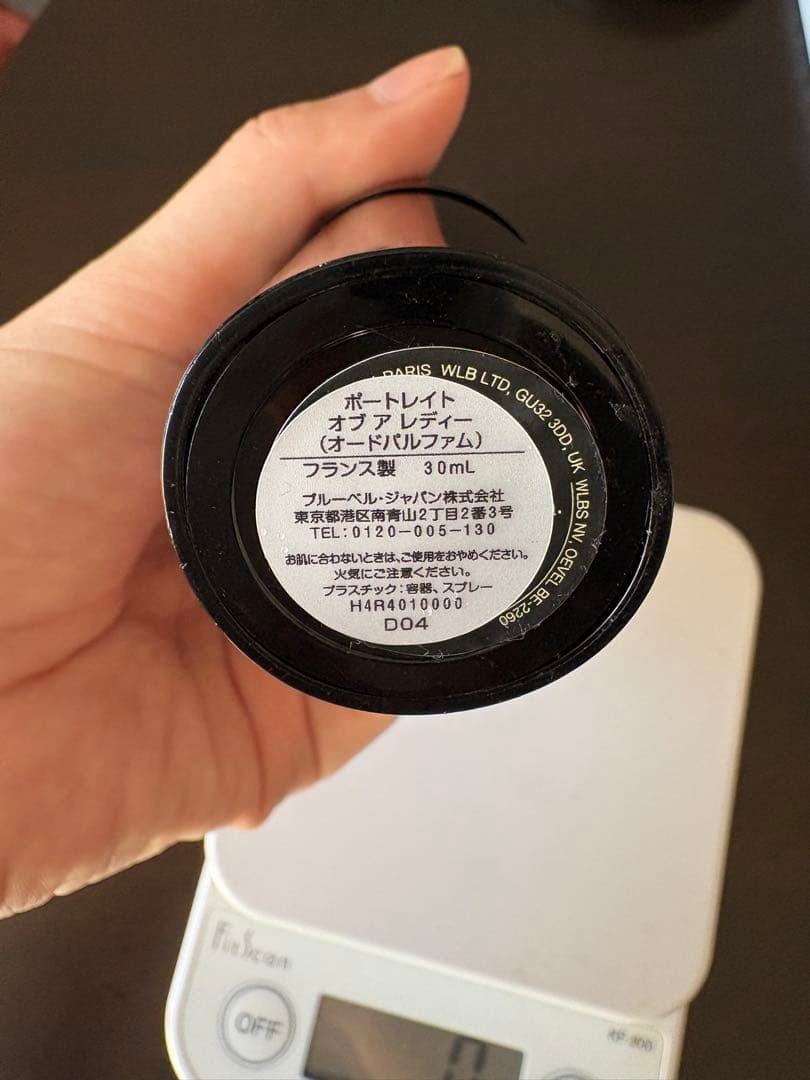 PARIS WLB LTD, GU32 3DD, UK WLBS NV, OEVEL BE-2260
ポートレイト
オブ ア レディー
(オードパルファム)
フランス製 30mL
ブルーベル・ジャパン株式会社
東京都港区南青山2丁目2番3号
TEL:0120-005-130
お肌に合わないときは、ご使用をおやめください。
火気にご注意ください。
プラスチック:容器、スプレー
H4R4010000
D04
OFF